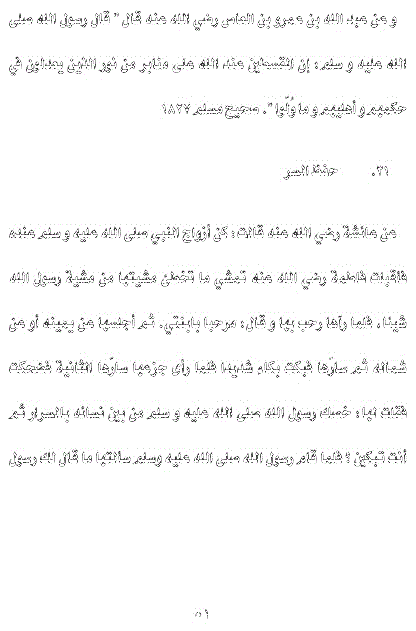 و عن عبد الله بن عمرو بن العاص رضي الله عنه قال " قال رسول الله صلى
الله عليه و سلم : إن المقسطين عند الله على منابر من نور الذين يعدلون في
حكمهم و أهليهم و ما وُلّوا ". صحيح مسلم ١٨٢٧
٢١. حفظ السر
عن عائشة رضي الله عنه قالت : كن أزواج النبي صلى الله عليه و سلم عنده
فأقبلت فاطمة رضي الله عنه تمشي ما تخطئ مشيتها من مشية رسول الله
شيئا . فلما رآها رحب بها و قال : مرحبا بابنتي . ثم أجلسها عن يمينه أو عن
شماله ثم سارّها فبكت بكاء شديدا فلما رأى جزعها سارّها الثانية فضحكت
فقلت لها : خصك رسول الله صلى الله عليه و سلم من بين نسائه بالسرار ثم
أنت تبكين ؟ فلما قام رسول الله صلى الله عليه وسلم سألتها ما قال لك رسول